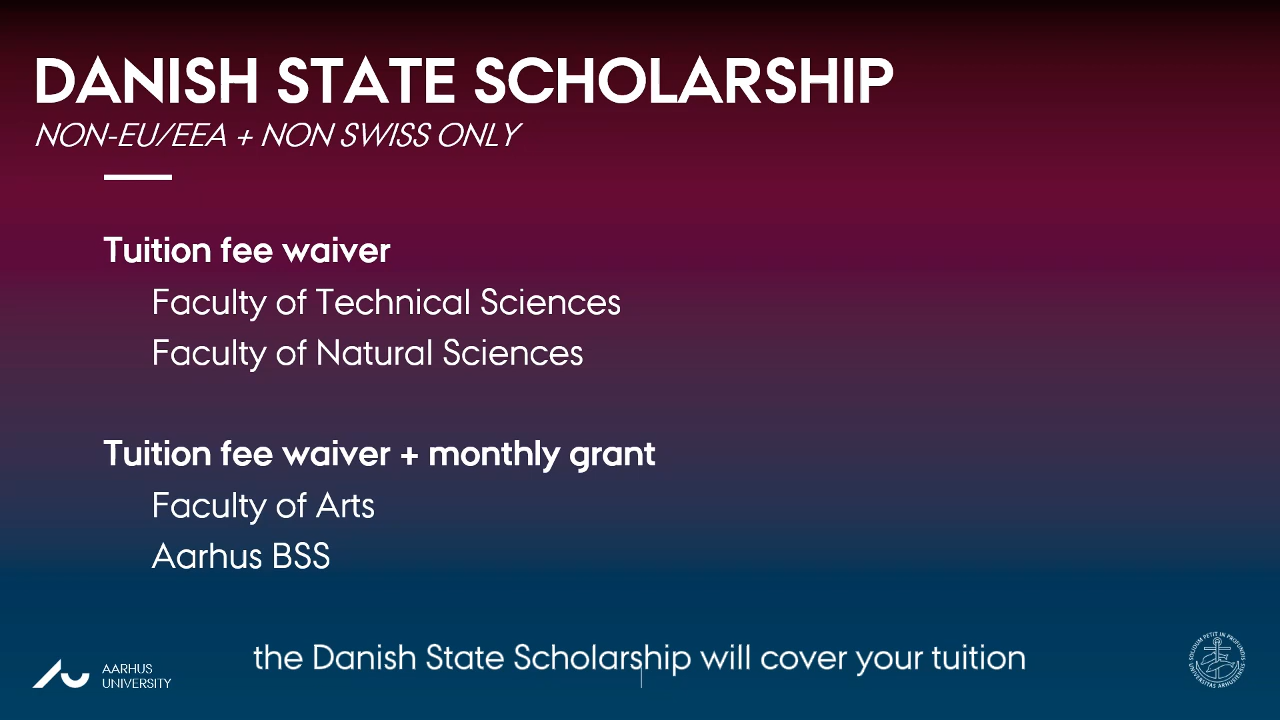 DANISH STATE SCHOLARSHIP
NON-EU/EEA + NON SWISS ONLY
Tuition fee waiver
Faculty of Technical Sciences
Faculty of Natural Sciences
Tuition fee waiver + monthly grant
Faculty of Arts
Aarhus BSS
the Danish State Scholarship will cover your tuition
AARHUS
UNIVERSITY